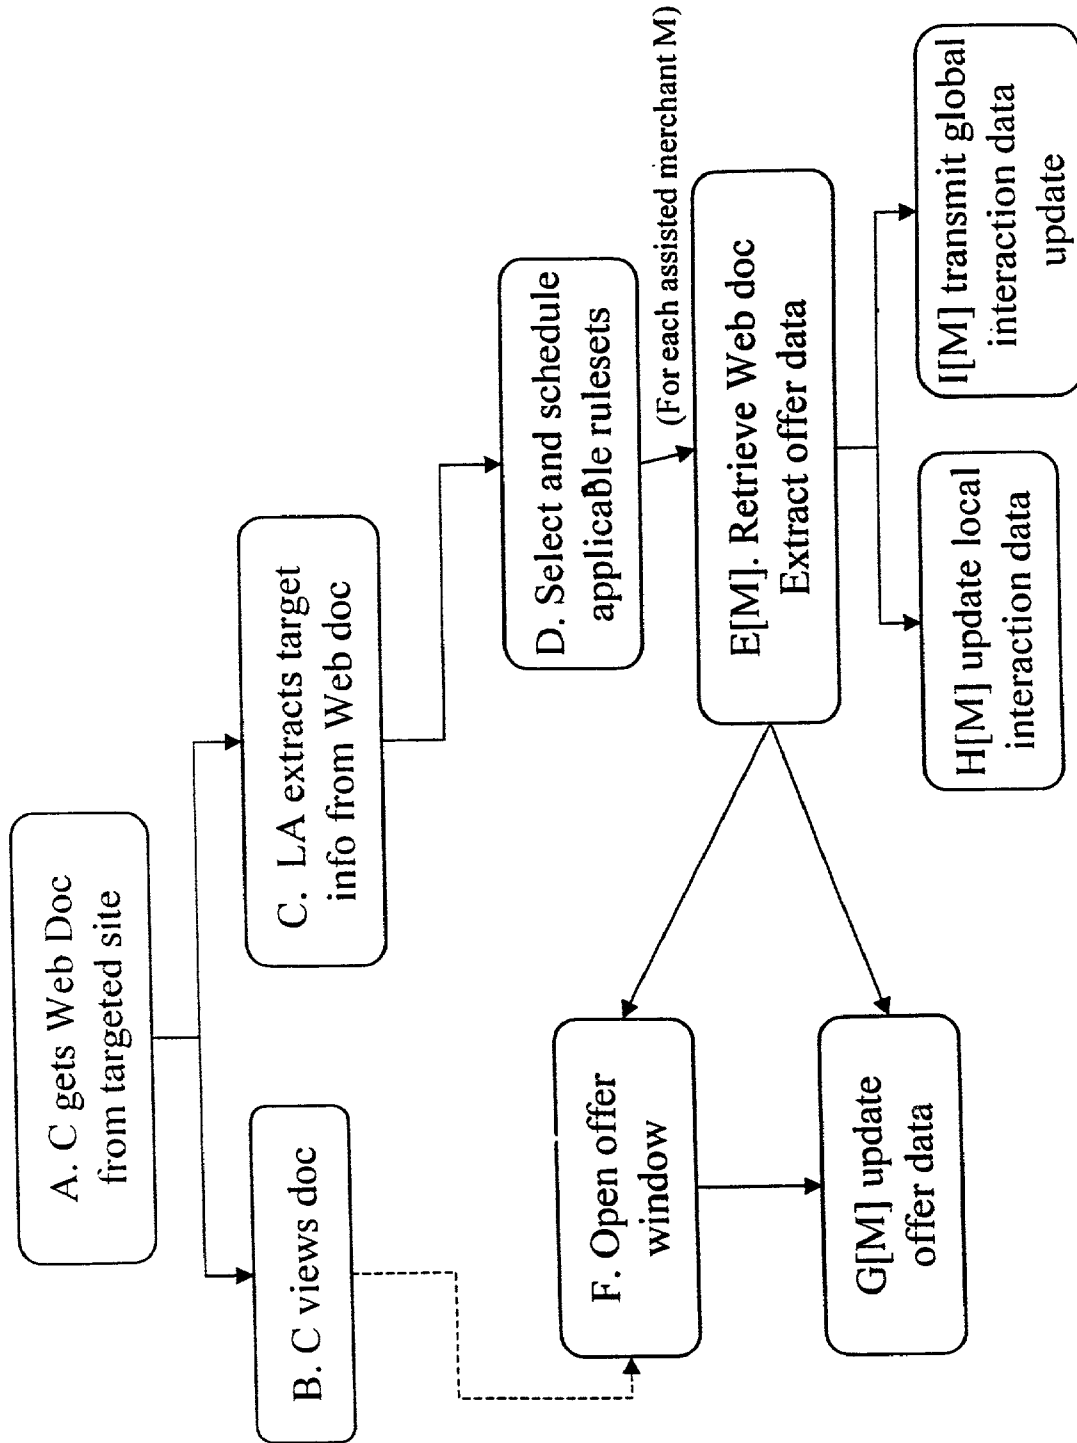 A. C gets Web Doc
from targeted site
B. C views doc
C. LA extracts target
info from Web doc
D. Select and schedule
applicable rulesets
(For each assisted merchant M)
E[M]. Retrieve Web doc
Extract offer data
F. Open offer
window
G[M] update
offer data
H[M] update local
interaction data
I[M] transmit global
interaction data
update